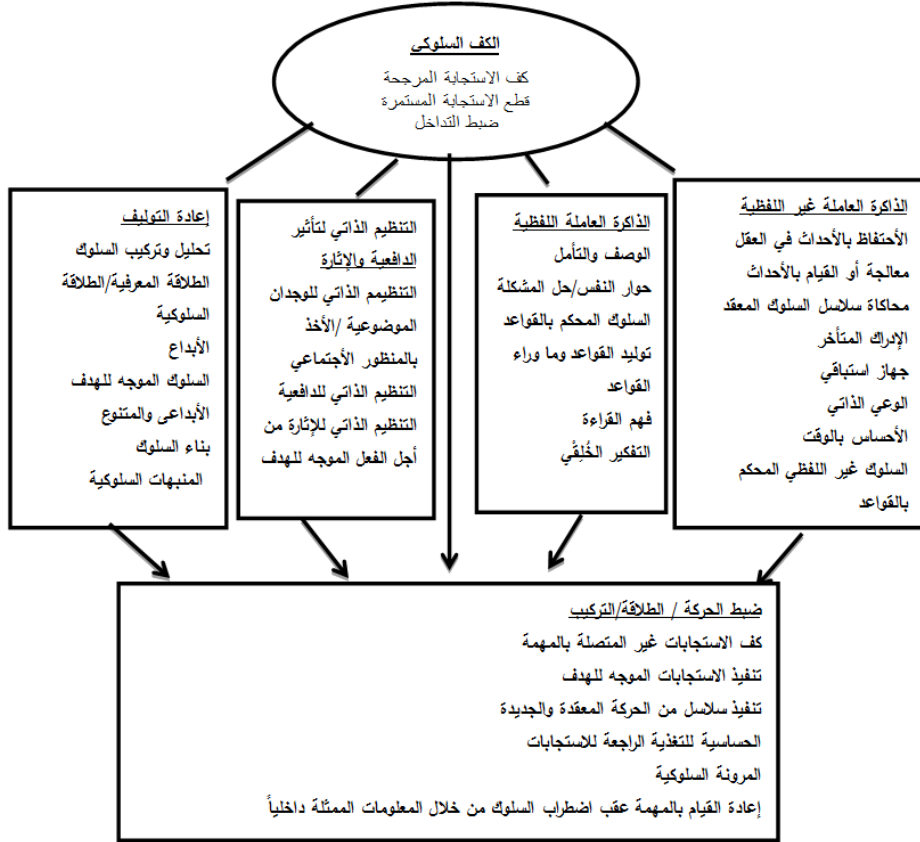 الكف السلوكي
كف الاستجابة المرجحة
قطع الاستجابة المستمرة
ضبط التداخل
الذاكرة العاملة غير اللفظية
الأحتفاظ بالأحداث في العقل
معالجة أو القيام بالأحداث
محاكاة سلاسل السلوك المعقد
الإدراك المتأخر
جهاز استباقي
الوعي الذاتي
الأحساس بالوقت
السلوك غير اللفظي المحكم
بالقواعد
الذاكرة العاملة اللفظية
الوصف والتأمل
حوار النفس/حل المشكلة
السلوك المحكم بالقواعد
توليد القواعد وما وراء
القواعد
فهم القراءة
التفكير الخُلِقْي
التنظيم الذاتي لتأثير
الدافعية والإثارة
التنظيمم الذاتي للوجدان
الموضوعية /الأخذ
بالمنظور الأجتماعي
التنظيم الذاتي للدافعية
التنظيم الذاتي للإثارة من
أجل الفعل الموجه للهدف
إعادة التوليف
تحليل وتركيب السلوك
الطلاقة المعرفية/الطلاقة
السلوكية
الأبداع
السلوك الموجه للهدف
الأبداعى والمتنوع
بناء السلوك
المنبهات السلوكية
ضبط الحركة / الطلاقة/التركيب
كف الاستجابات غير المتصلة بالمهمة
تنفيذ الاستجابات الموجه للهدف
تنفيذ سلاسل من الحركة المعقدة والجديدة
الحساسية للتغذية الراجعة للاستجابات
المرونة السلوكية
إعادة القيام بالمهمة عقب اضطراب السلوك من خلال المعلومات الممثلة داخلياً